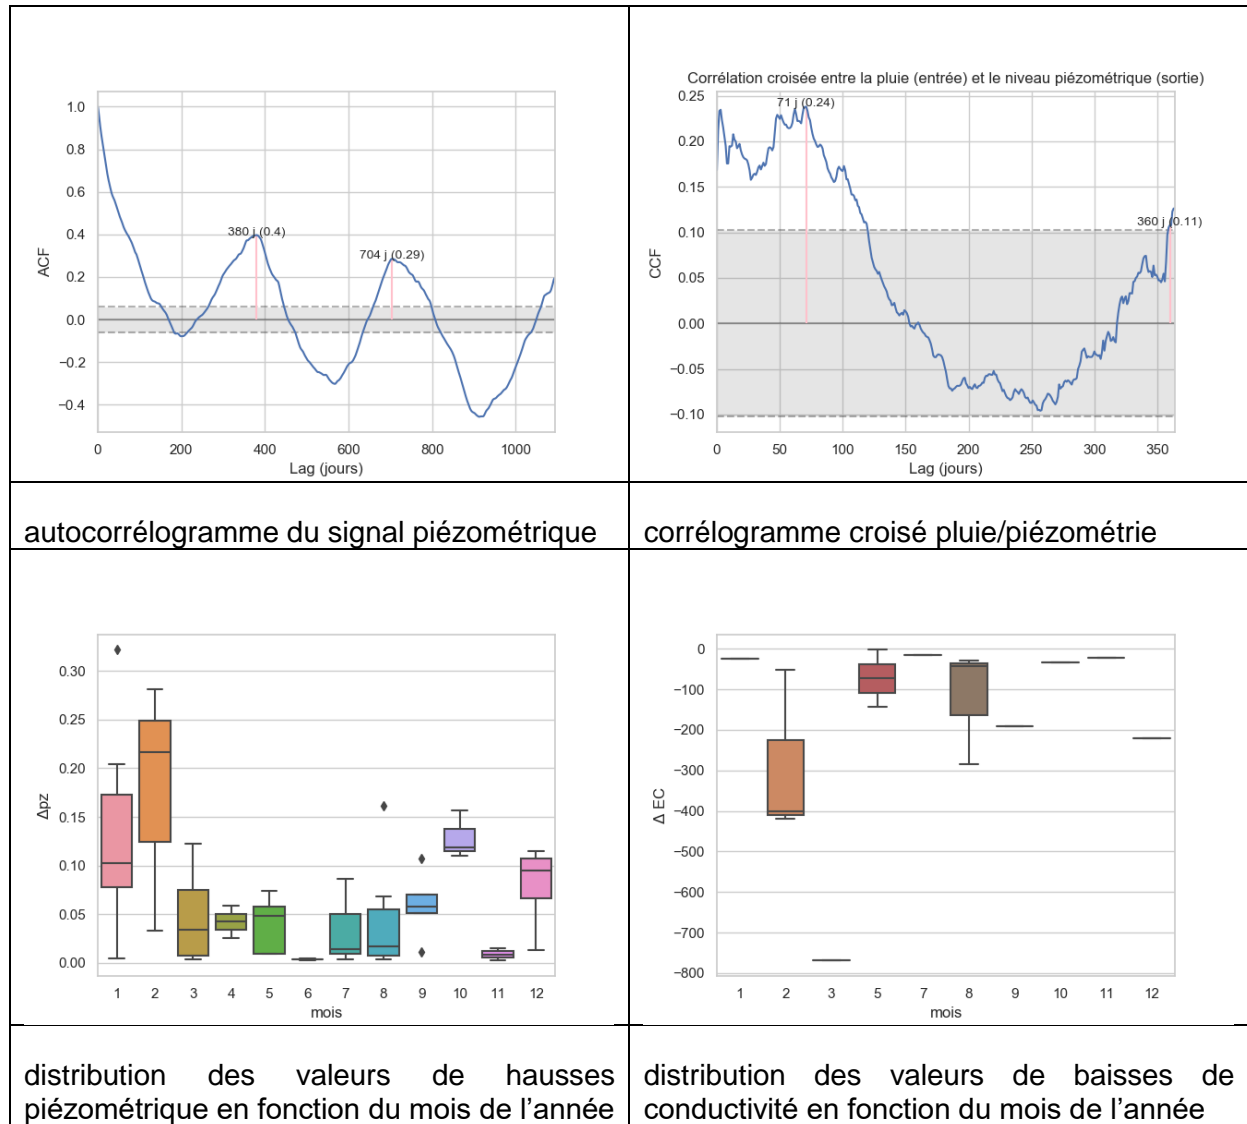 1.0
0.8
0.6
0.4
0.2
0.0
−0.2
−0.4
ACF
380 j (0.4)
704 j (0.29)
0 200 400 600 800 1000
Lag (jours)
Corrélation croisée entre la pluie (entrée) et le niveau piézométrique (sortie)
0.25
0.20
0.15
0.10
0.05
0.00
−0.05
−0.10
CCF
71 j (0.24)
360 j (0.11)
0 50 100 150 200 250 300 350
Lag (jours)
autocorrélogramme du signal piézométrique
corrélogramme croisé pluie/piézométrie
0.30
0.25
0.20
0.15
0.10
0.05
0.00
Δpz
1 2 3 4 5 6 7 8 9 10 11 12
mois
0
−100
−200
−300
−400
−500
−600
−700
−800
Δ EC
1 2 3 5 7 8 9 10 11 12
mois
distribution des valeurs de hausses
piézométrique en fonction du mois de l'année
distribution des valeurs de baisses de
conductivité en fonction du mois de l'année